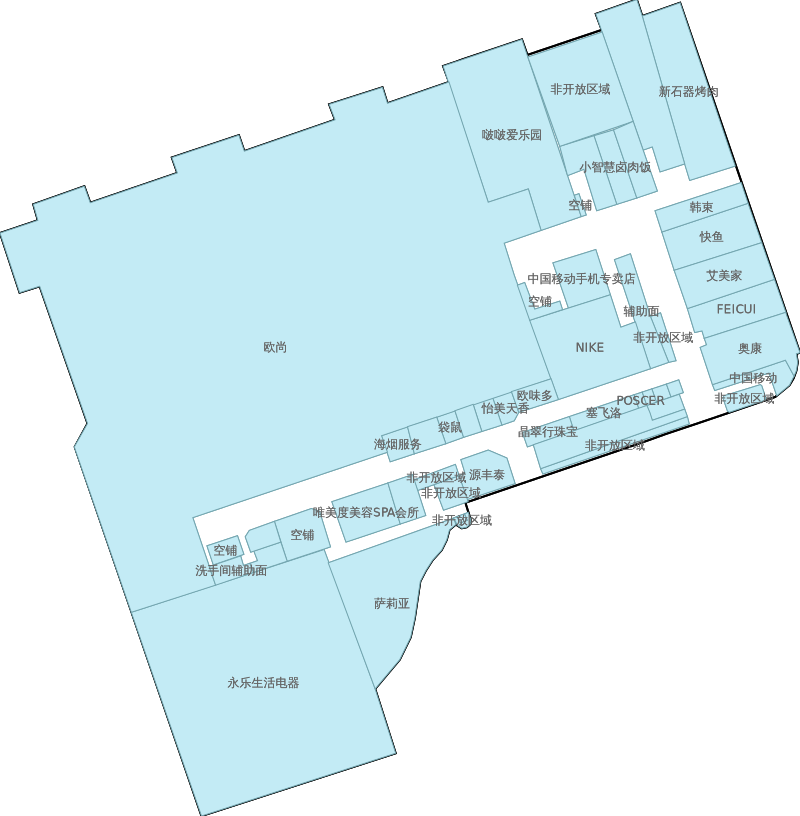 非开放区域
新石器烤肉
啵啵爱乐园
小智慧卤肉饭
空铺
韩束
快鱼
中国移动手机专卖店
艾美家
空铺
辅助面
FEICUI
非开放区域
欧尚
NIKE
奥康
中国移动
欧味多
非开放区域
POSCER
怡美天香
塞飞洛
袋鼠
晶翠行珠宝
海烟服务
非开放区域
源丰泰
非开放区域
非开放区域
唯美度美容SPA会所
非开放区域
空铺
空铺
洗手间辅助面
萨莉亚
永乐生活电器